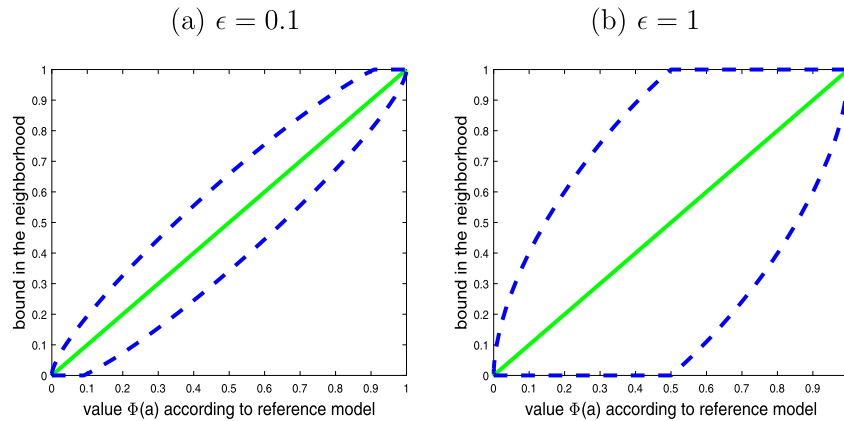 (a) ϵ = 0.1
(b) ϵ = 1
bound in the neighborhood
1
0.9
0.8
0.7
0.6
0.5
0.4
0.3
0.2
0.1
0
0 0.1 0.2 0.3 0.4 0.5 0.6 0.7 0.8 0.9 1
value Φ(a) according to reference model
bound in the neighborhood
1
0.9
0.8
0.7
0.6
0.5
0.4
0.3
0.2
0.1
0
0 0.1 0.2 0.3 0.4 0.5 0.6 0.7 0.8 0.9
value Φ(a) according to reference model